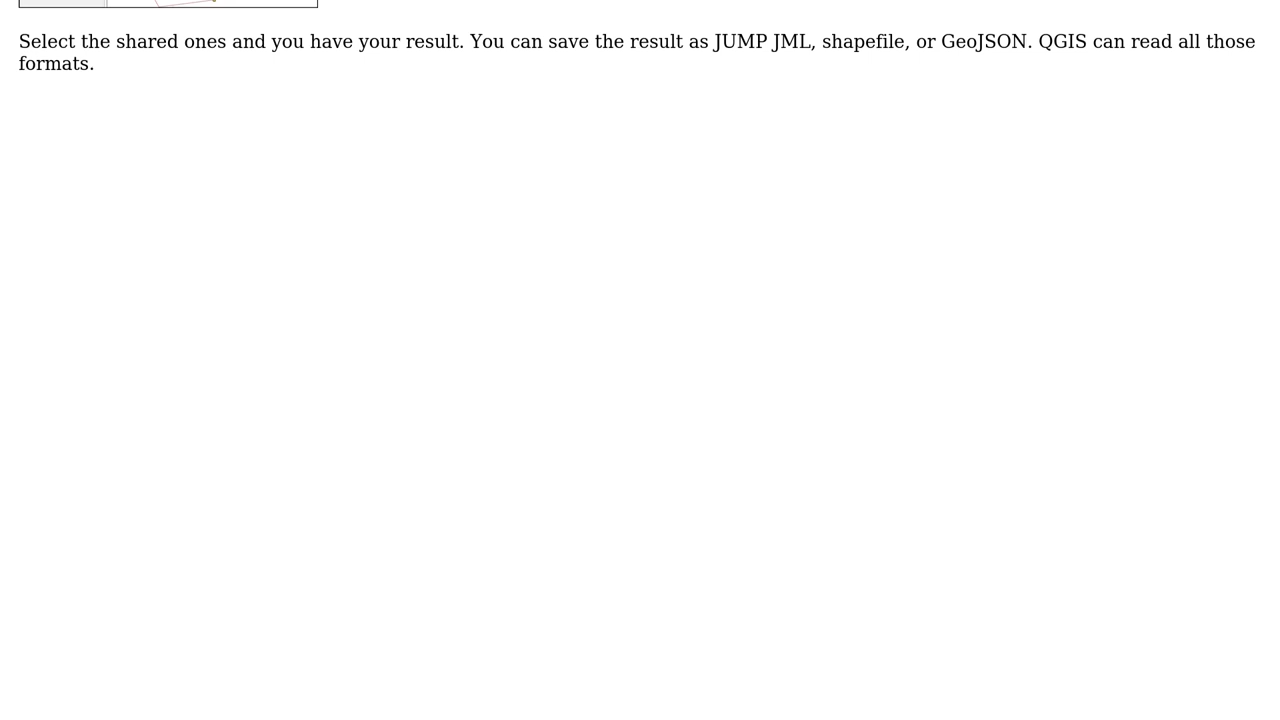 Select the shared ones and you have your result. You can save the result as JUMP JML, shapefile, or GeoJSON. QGIS can read all those
formats.